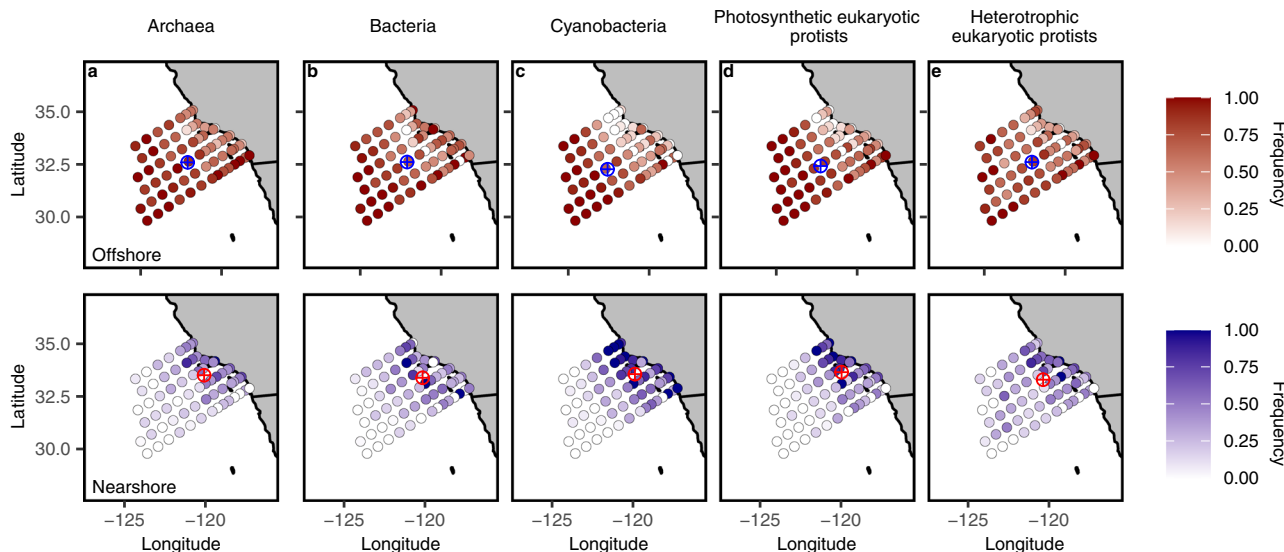 Archaea
Bacteria
Cyanobacteria
Photosynthetic eukaryotic
protists
Heterotrophic
eukaryotic protists
a
b
c
d
e
35.0
32.5
30.0
Latitude
Offshore
1.00
0.75
0.50
0.25
0.00
Frequency
35.0
32.5
30.0
Latitude
Nearshore
1.00
0.75
0.50
0.25
0.00
Frequency
−125
−120
−125
−120
−125
−120
−125
−120
−125
−120
Longitude
Longitude
Longitude
Longitude
Longitude